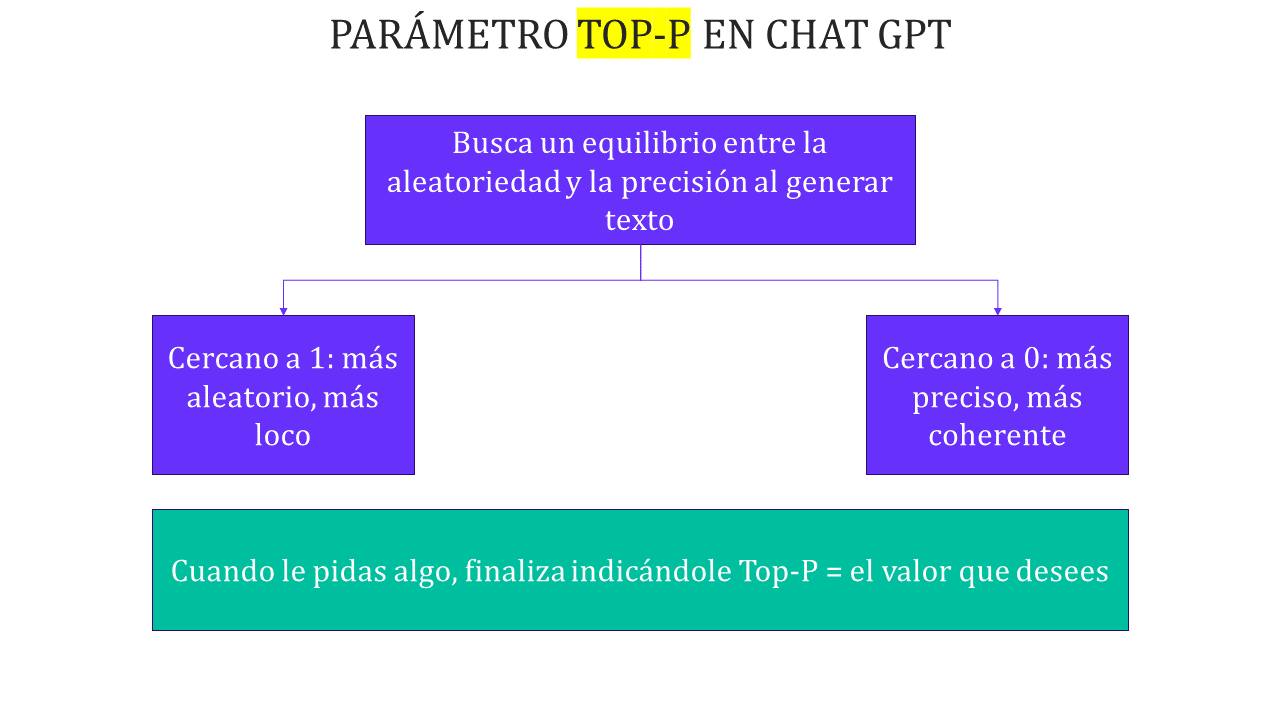 PARÁMETRO TOP-P EN CHAT GPT
Busca un equilibrio entre la
aleatoriedad y la precisión al generar
texto
Cercano a 1: más
aleatorio, más
loco
Cercano a 0: más
preciso, más
coherente
Cuando le pidas algo, finaliza indicándole Top-P = el valor que desees